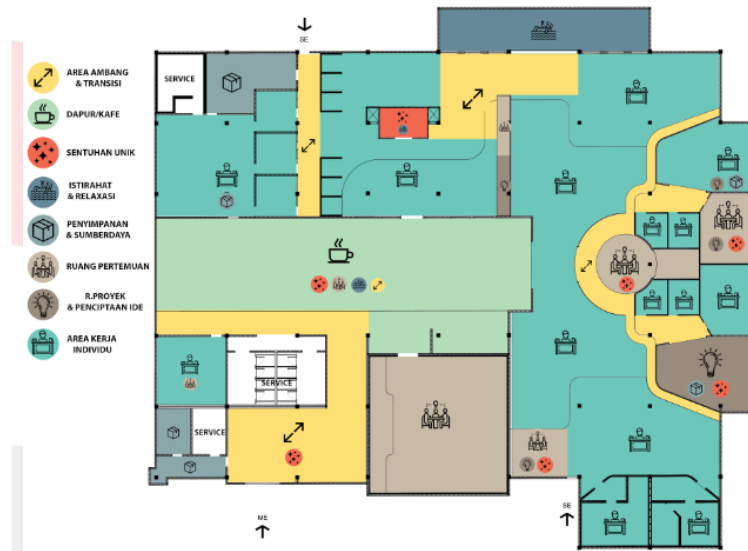 SE
SERVICE
AREA AMBANG
& TRANSISI
DAPUR/KAFE
SENTUHAN UNIK
ISTIRAHAT
& RELAXASI
PENYIMPANAN
& SUMBERDAYA
RUANG PERTEMUAN
R.PROYEK
& PENCIPTAAN IDE
AREA KERJA
INDIVIDU
SERVICE
SERVICE
ME
SE